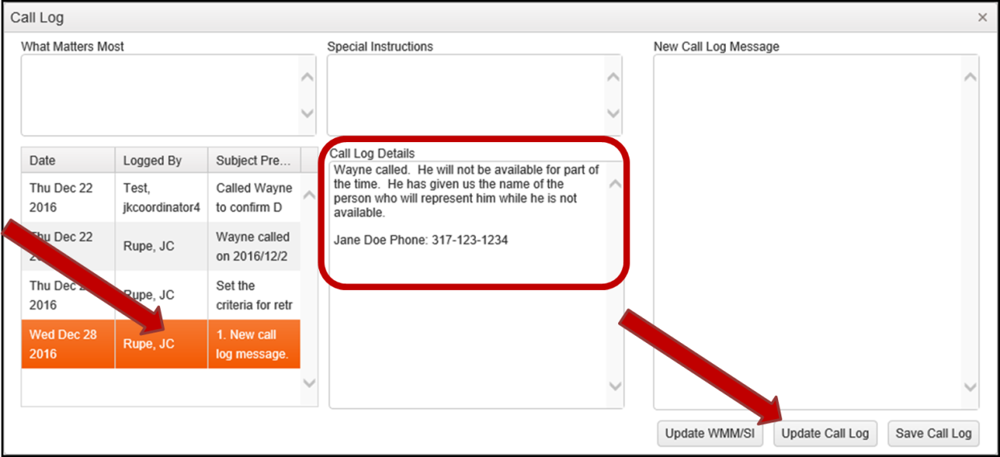 Call Log
What Matters Most
Special Instructions
New Call Log Message
Date
Logged By
Subject Pre...
Thu Dec 22
2016
Test,
jkcoordinator4
Called Wayne
to confirm D
Thu Dec 22
Rupe, JC
Wayne called
on 2016/12/2
Thu Dec
2016
Rupe, JC
Set the
criteria for retr
Wed Dec 28
2016
Rupe, JC
1. New call
log message.
Call Log Details
Wayne called. He will not be available for part of
the time. He has given us the name of the
person who will represent him while he is not
available.
Jane Doe Phone: 317-123-1234
Update WMM/SI
Update Call Log
Save Call Log